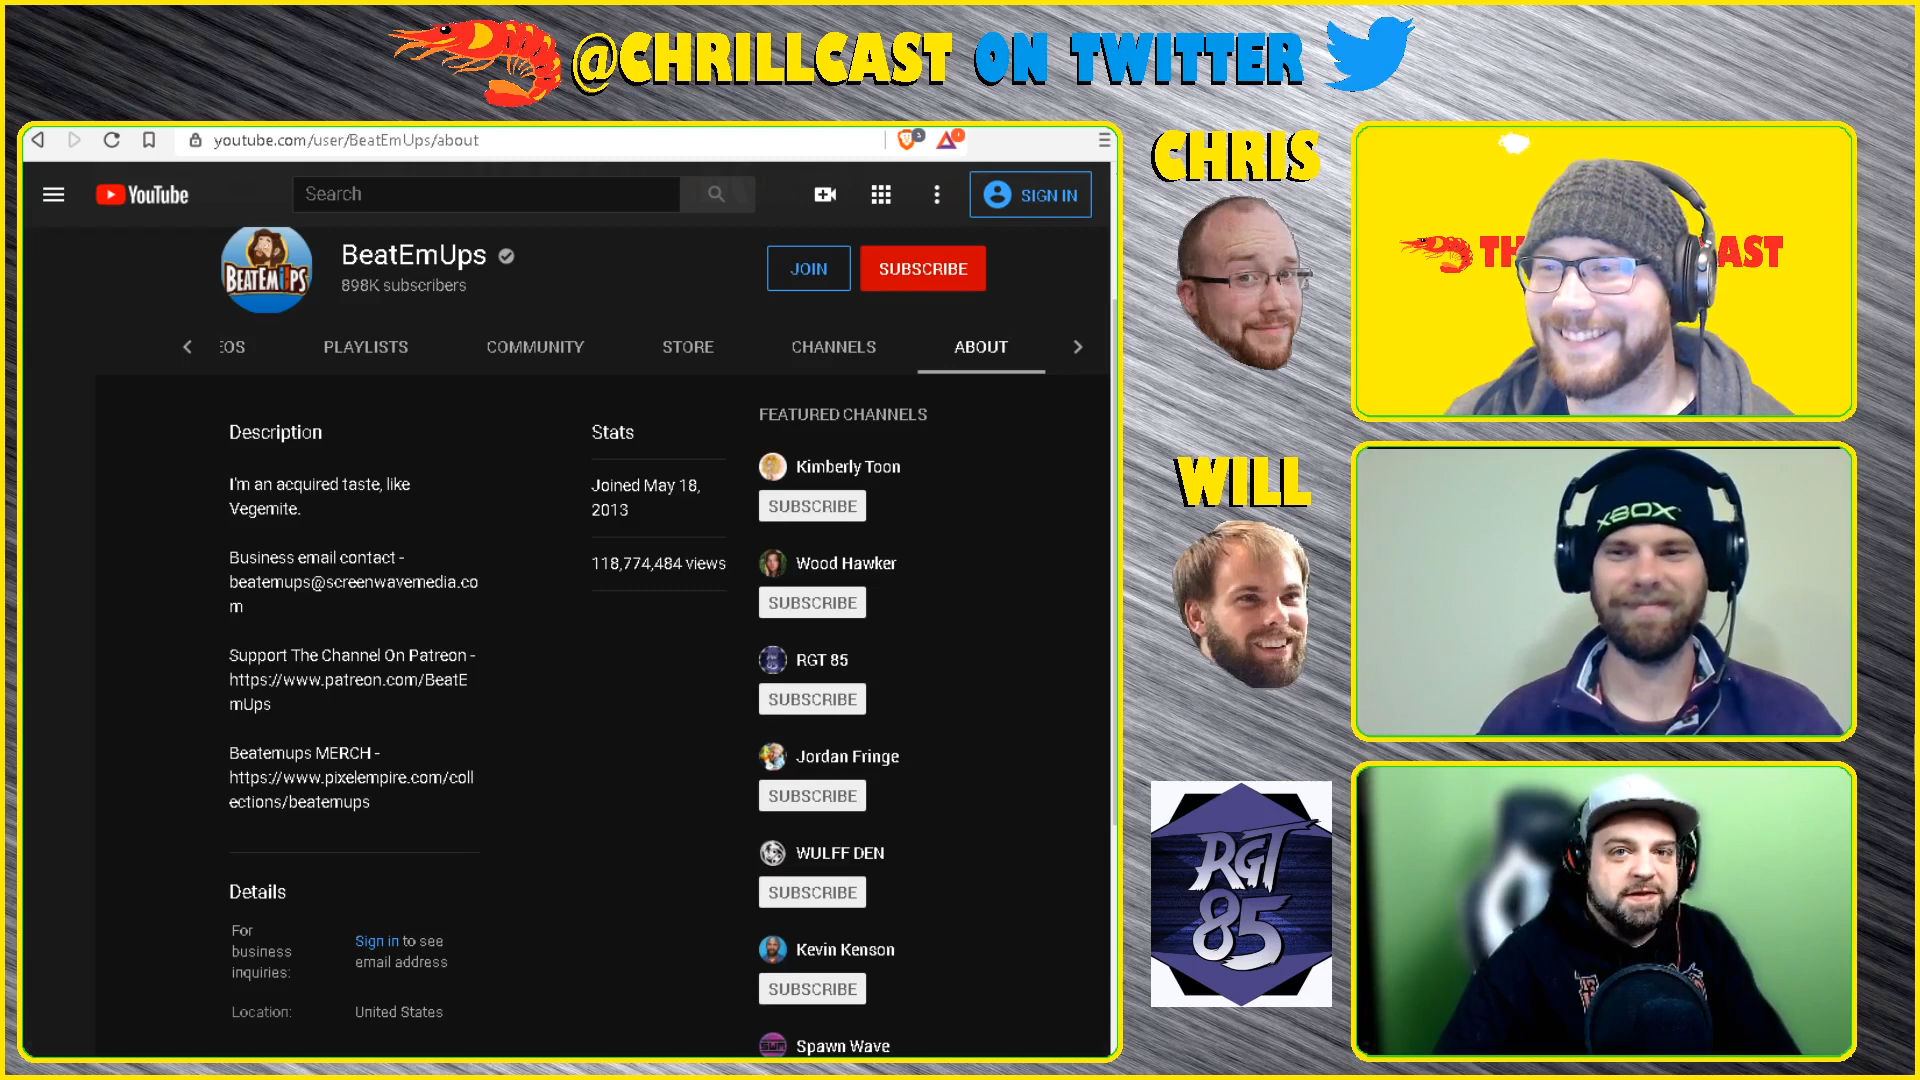 @CHRILLCAST ON TWITTER
youtube.com/user/BeatEmUps/about
YouTube
Search
SIGN IN
BEATEMUPS
BeatEmUps
898K subscribers
JOIN
SUBSCRIBE
EOS
PLAYLISTS
COMMUNITY
STORE
CHANNELS
ABOUT
Description
I'm an acquired taste, like
Vegemite.
Business email contact -
beatemups@screenwavemedia.co
m
Support The Channel On Patreon -
https://www.patreon.com/BeatE
mUps
Beatemups MERCH -
https://www.pixelempire.com/coll
ections/beatemups
Details
For
business
inquiries:
Sign in to see
email address
Location:
United States
Stats
Joined May 18,
2013
118,774,484 views
FEATURED CHANNELS
Kimberly Toon
SUBSCRIBE
Wood Hawker
SUBSCRIBE
RGT 85
SUBSCRIBE
Jordan Fringe
SUBSCRIBE
WULFF DEN
SUBSCRIBE
Kevin Kenson
SUBSCRIBE
Spawn Wave
CHRIS
TH
AST
WILL
XBOX
RGT
85